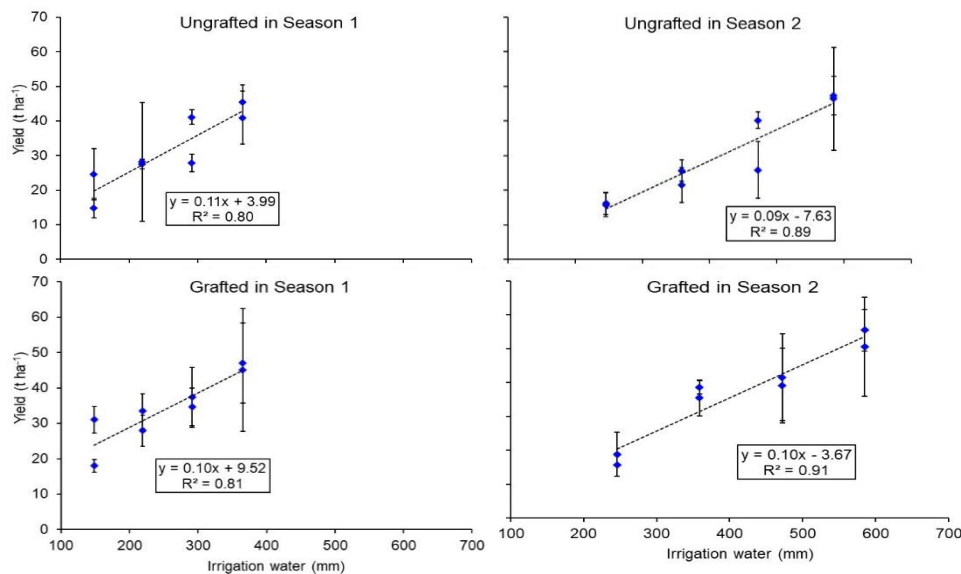 Ungrafted in Season 1
Yield (t ha⁻¹)
70
60
50
40
30
20
10
0
y = 0.11x + 3.99
R² = 0.80
Ungrafted in Season 2
y = 0.09x - 7.63
R² = 0.89
Grafted in Season 1
Yield (t ha⁻¹)
70
60
50
40
30
20
10
0
y = 0.10x + 9.52
R² = 0.81
100 200 300 400 500 600 700
Irrigation water (mm)
Grafted in Season 2
y = 0.10x - 3.67
R² = 0.91
100 200 300 400 500 600 700
Irrigation water (mm)